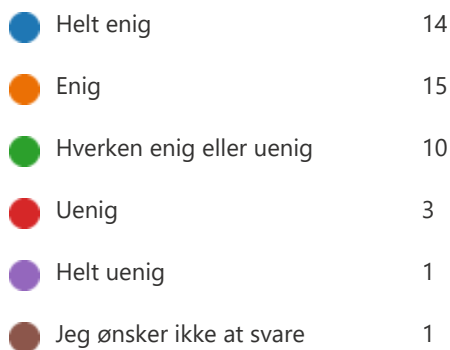 Helt enig 14
Enig 15
Hverken enig eller uenig 10
Uenig 3
Helt uenig 1
Jeg ønsker ikke at svare 1